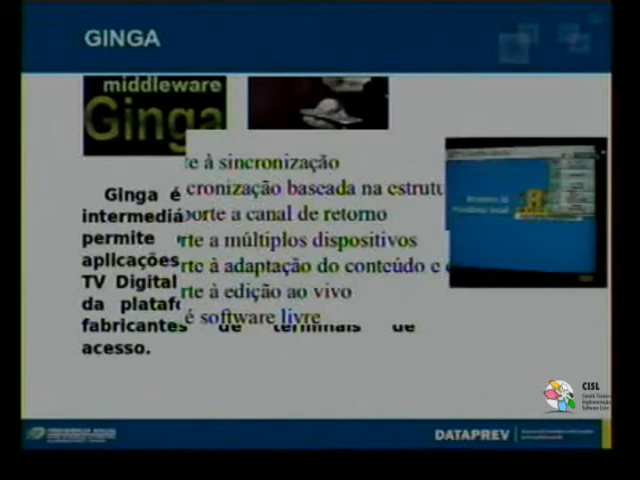 GINGA
middleware
Ginga
e à sincronização
cronização baseada na estrutu
porte a canal de retorno
rte a múltiplos dispositivos
rte à adaptação do conteúdo e
rte à edição ao vivo
é software livre
Ginga é
intermediá
permite
aplicações
TV Digital
da plataf
fabricantes de terminais de
acesso.
CISL
DATAPREV